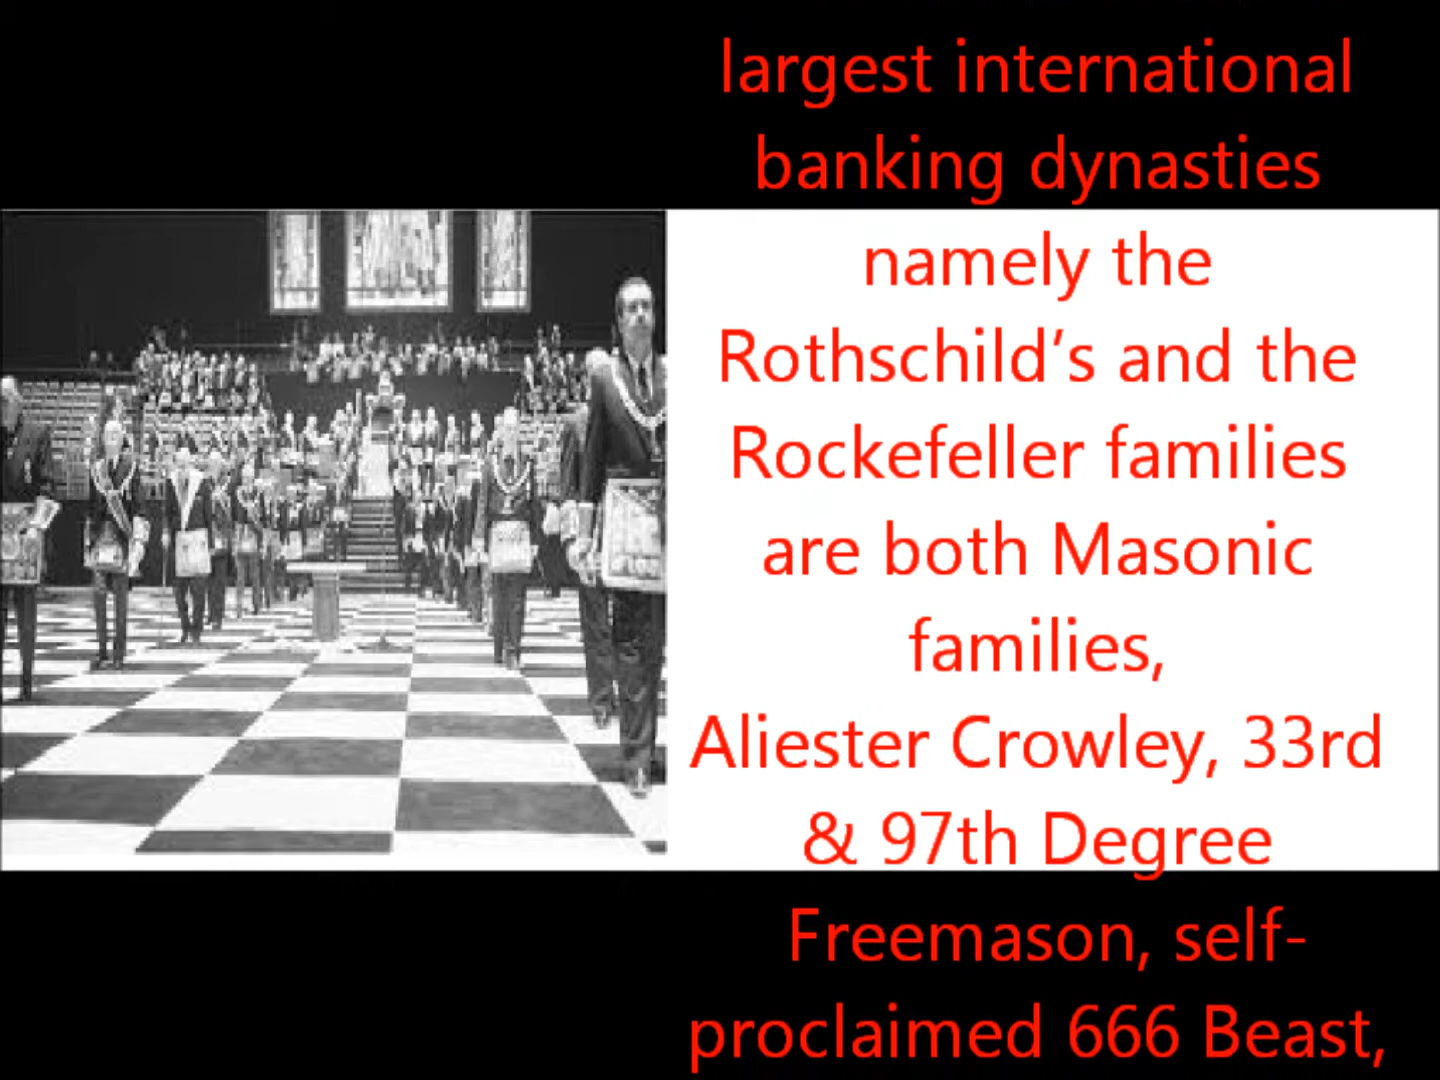 largest international
banking dynasties
namely the
Rothschild's and the
Rockefeller families
are both Masonic
families,
Aliester Crowley, 33rd
& 97th Degree
Freemason, self-
proclaimed 666 Beast,